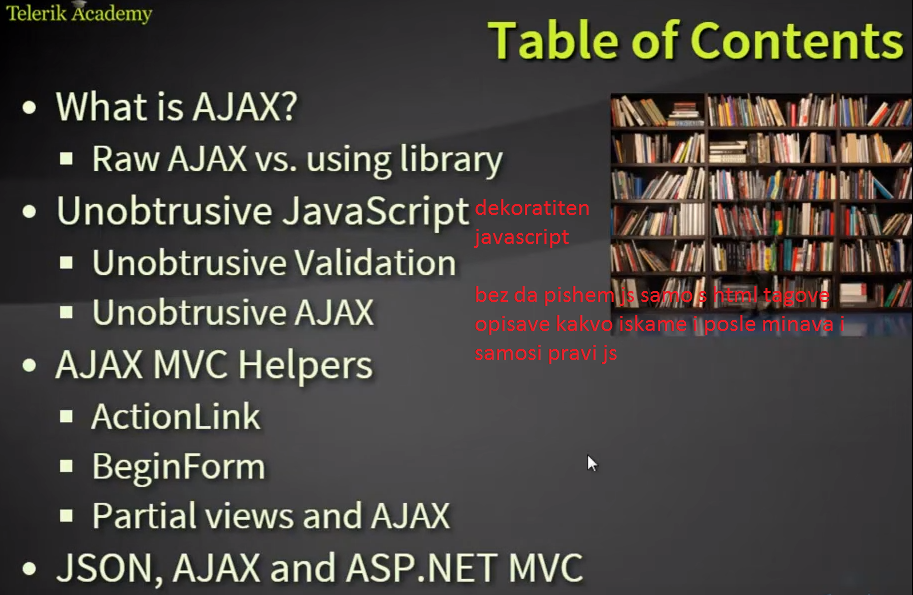 Telerik Academy
Table of Contents
What is AJAX?
Raw AJAX vs. using library
Unobtrusive JavaScript
dekoratiten
javascript
Unobtrusive Validation
Unobtrusive AJAX
bez da pishem js samo s html tagove
opisave kakvo iskame i posle minava i
samosi pravi js
AJAX MVC Helpers
ActionLink
BeginForm
Partial views and AJAX
JSON, AJAX and ASP.NET MVC